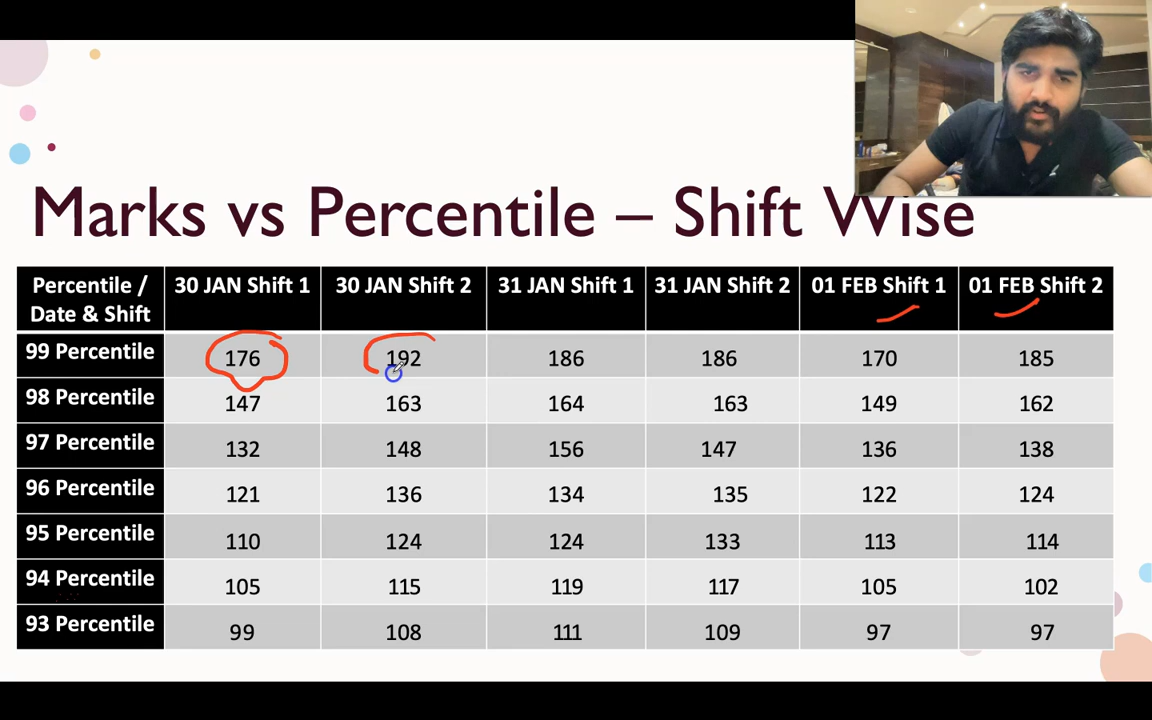 Marks vs Percentile – Shift Wise
Percentile / Date & Shift 30 JAN Shift 1 30 JAN Shift 2 31 JAN Shift 1 31 JAN Shift 2 01 FEB Shift 1 01 FEB Shift 2
99 Percentile 176 192 186 186 170 185
98 Percentile 147 163 164 163 149 162
97 Percentile 132 148 156 147 136 138
96 Percentile 121 136 134 135 122 124
95 Percentile 110 124 124 133 113 114
94 Percentile 105 115 119 117 105 102
93 Percentile 99 108 111 109 97 97